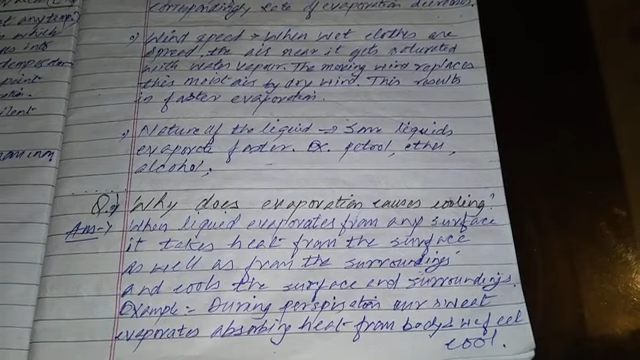 correspondingly rate of evaporation decreases.
Wind speed → When wet clothes are
spread, the air near it gets saturated
with water vapour. The moving wind replaces
this moist air by dry wind. This results
in faster evaporation.
Nature of the liquid → Some liquids
evaporate faster. Ex. petrol, ether,
alcohol,
Q. Why does evaporation causes cooling?
Ans → When liquid evaporates from any surface
it takes heat from the surface
as well as from the surroundings
and cools the surface and surroundings.
Example:- During perspiration our sweat
evaporates absorbing heat from body & we feel
cool.